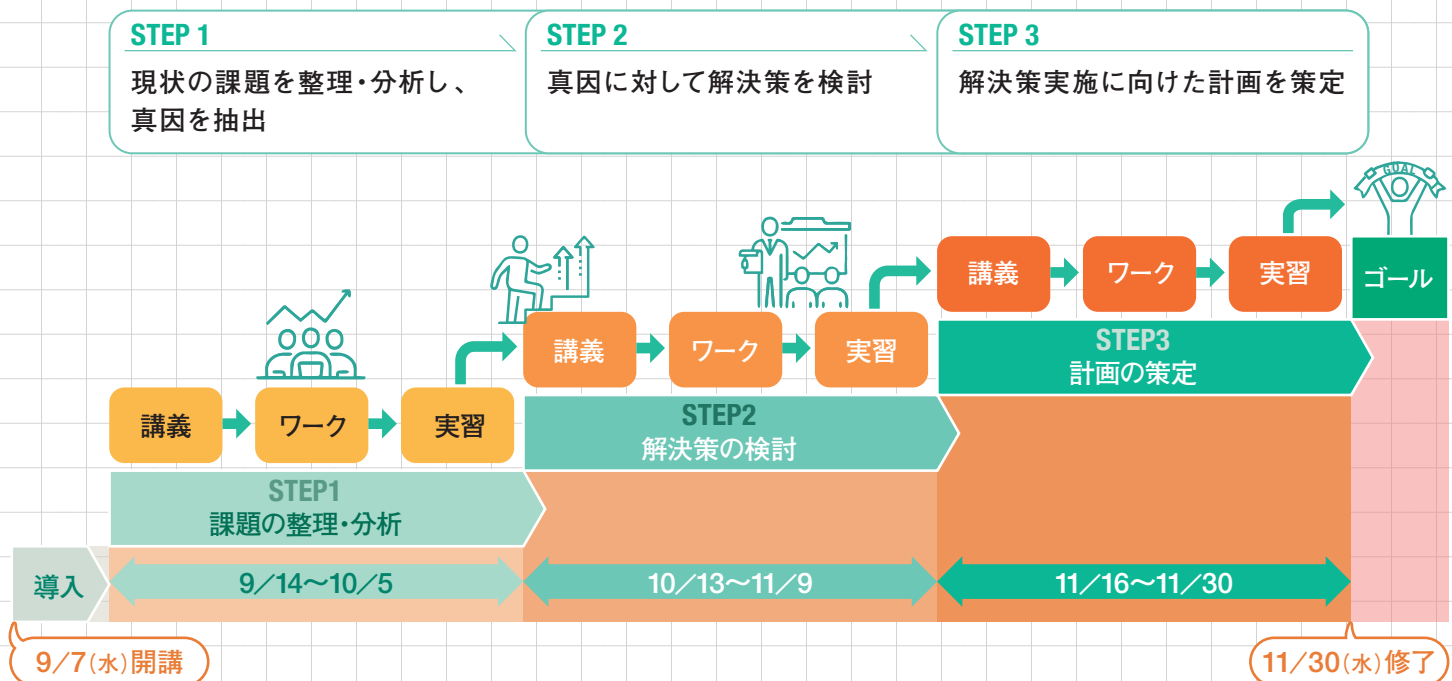 STEP 1
現状の課題を整理・分析し、
真因を抽出
STEP 2
真因に対して解決策を検討
STEP 3
解決策実施に向けた計画を策定
GOAL
講義
ワーク
実習
ゴール
講義
ワーク
実習
STEP3
計画の策定
講義
ワーク
実習
STEP2
解決策の検討
STEP1
課題の整理・分析
導入
9/14〜10/5
10/13〜11/9
11/16〜11/30
9/7(水)開講
11/30(水)修了